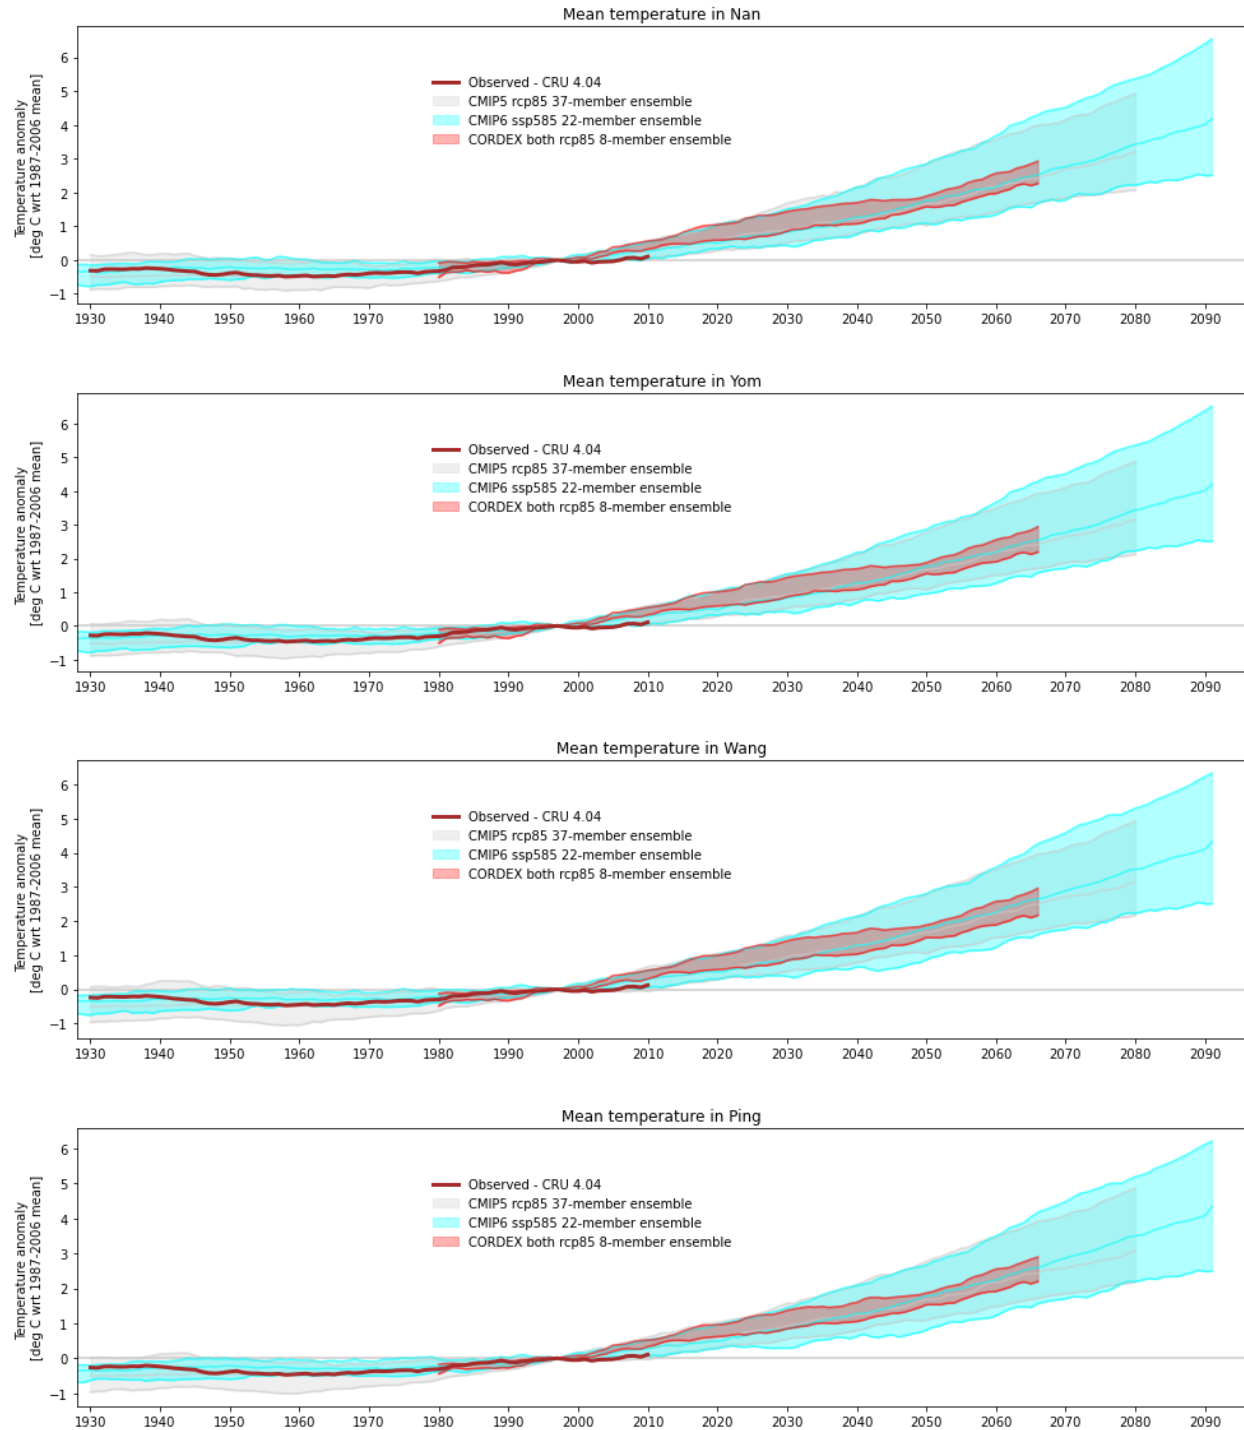 Mean temperature in Nan
Temperature anomaly
[deg C wrt 1987-2006 mean]
6
5
4
3
2
1
0
−1
Observed - CRU 4.04
CMIP5 rcp85 37-member ensemble
CMIP6 ssp585 22-member ensemble
CORDEX both rcp85 8-member ensemble
1930 1940 1950 1960 1970 1980 1990 2000 2010 2020 2030 2040 2050 2060 2070 2080 2090
Mean temperature in Yom
Temperature anomaly
[deg C wrt 1987-2006 mean]
6
5
4
3
2
1
0
−1
Observed - CRU 4.04
CMIP5 rcp85 37-member ensemble
CMIP6 ssp585 22-member ensemble
CORDEX both rcp85 8-member ensemble
1930 1940 1950 1960 1970 1980 1990 2000 2010 2020 2030 2040 2050 2060 2070 2080 2090
Mean temperature in Wang
Temperature anomaly
[deg C wrt 1987-2006 mean]
6
5
4
3
2
1
0
−1
Observed - CRU 4.04
CMIP5 rcp85 37-member ensemble
CMIP6 ssp585 22-member ensemble
CORDEX both rcp85 8-member ensemble
1930 1940 1950 1960 1970 1980 1990 2000 2010 2020 2030 2040 2050 2060 2070 2080 2090
Mean temperature in Ping
Temperature anomaly
[deg C wrt 1987-2006 mean]
6
5
4
3
2
1
0
−1
Observed - CRU 4.04
CMIP5 rcp85 37-member ensemble
CMIP6 ssp585 22-member ensemble
CORDEX both rcp85 8-member ensemble
1930 1940 1950 1960 1970 1980 1990 2000 2010 2020 2030 2040 2050 2060 2070 2080 2090